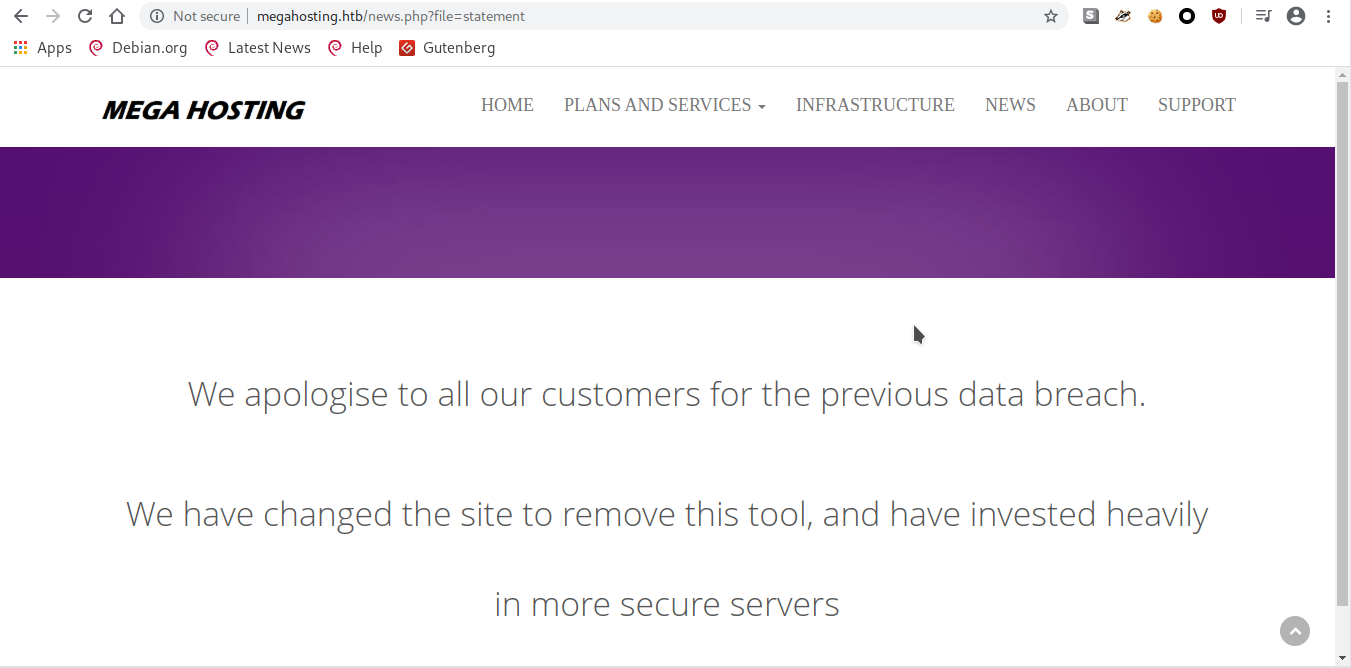 Not secure megahosting.htb/news.php?file=statement
Apps Debian.org Latest News Help Gutenberg
MEGA HOSTING HOME PLANS AND SERVICES INFRASTRUCTURE NEWS ABOUT SUPPORT
We apologise to all our customers for the previous data breach.
We have changed the site to remove this tool, and have invested heavily
in more secure servers